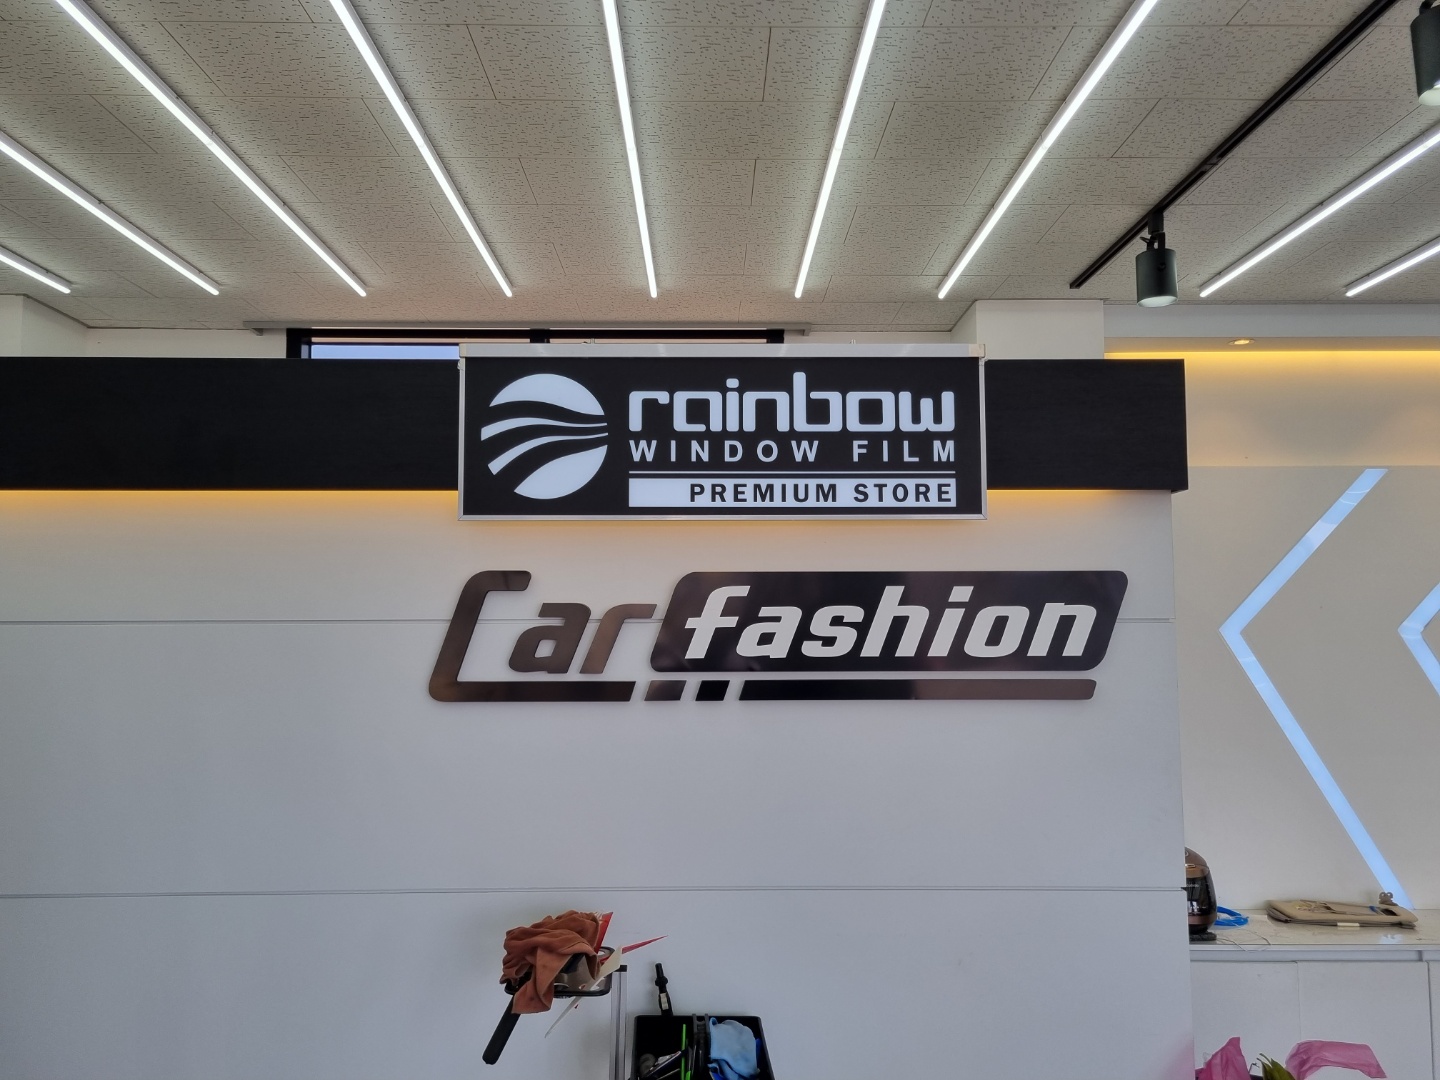 rainbow
WINDOW FILM
PREMIUM STORE
Car fashion